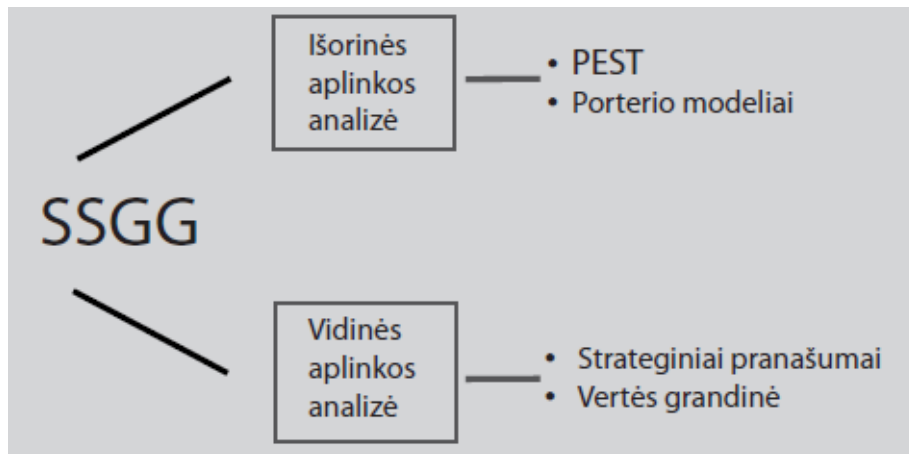 Išorinės
aplinkos
analizė
• PEST
• Porterio modeliai
SSGG
Vidinės
aplinkos
analizė
• Strateginiai pranašumai
• Vertės grandinė